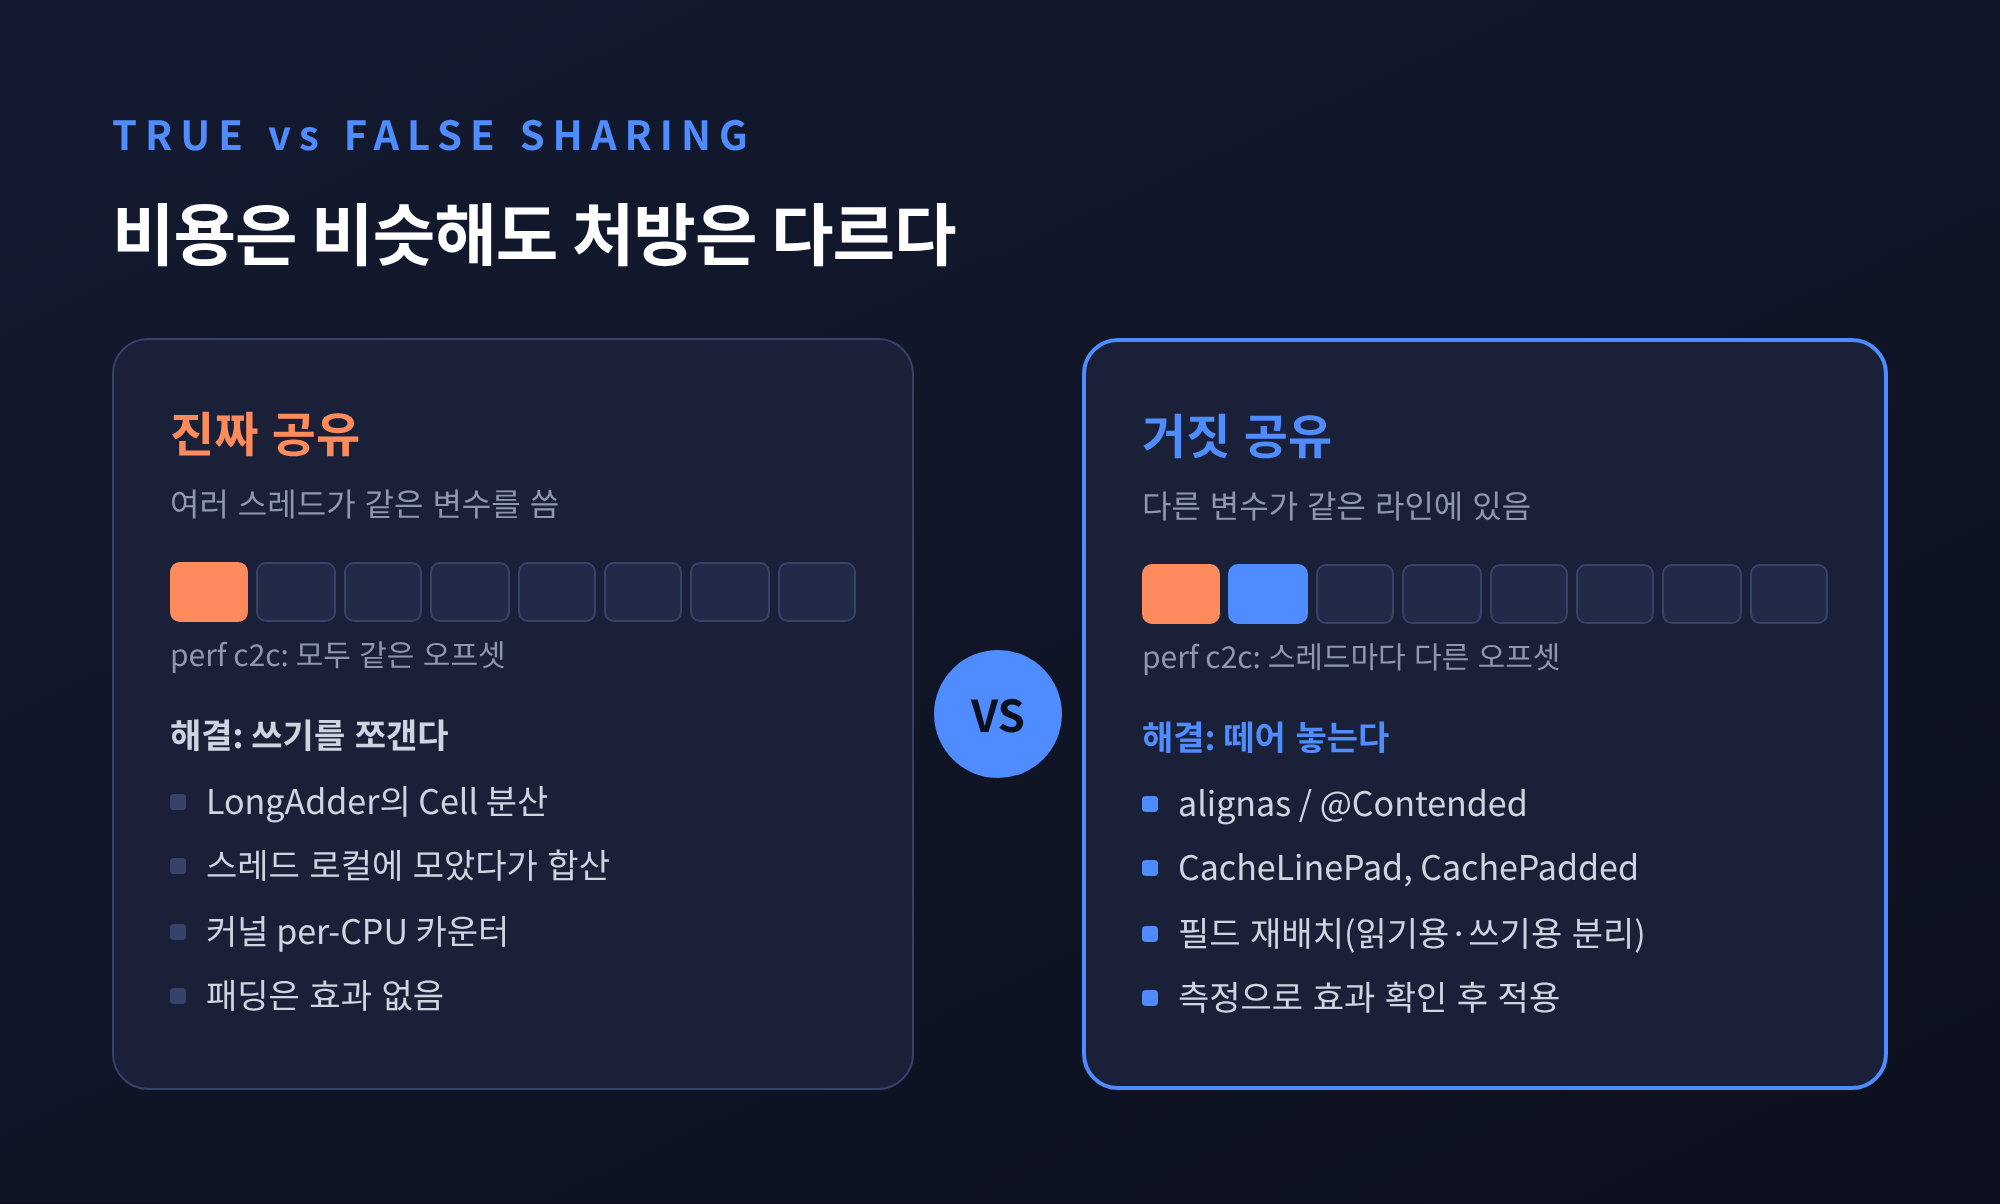 TRUE vs FALSE SHARING
비용은 비슷해도 처방은 다르다
진짜 공유
여러 스레드가 같은 변수를 씀
perf c2c: 모두 같은 오프셋
해결: 쓰기를 쪼갠다
LongAdder의 Cell 분산
스레드 로컬에 모았다가 합산
커널 per-CPU 카운터
패딩은 효과 없음
VS
거짓 공유
다른 변수가 같은 라인에 있음
perf c2c: 스레드마다 다른 오프셋
해결: 떼어 놓는다
alignas / @Contended
CacheLinePad, CachePadded
필드 재배치(읽기용·쓰기용 분리)
측정으로 효과 확인 후 적용